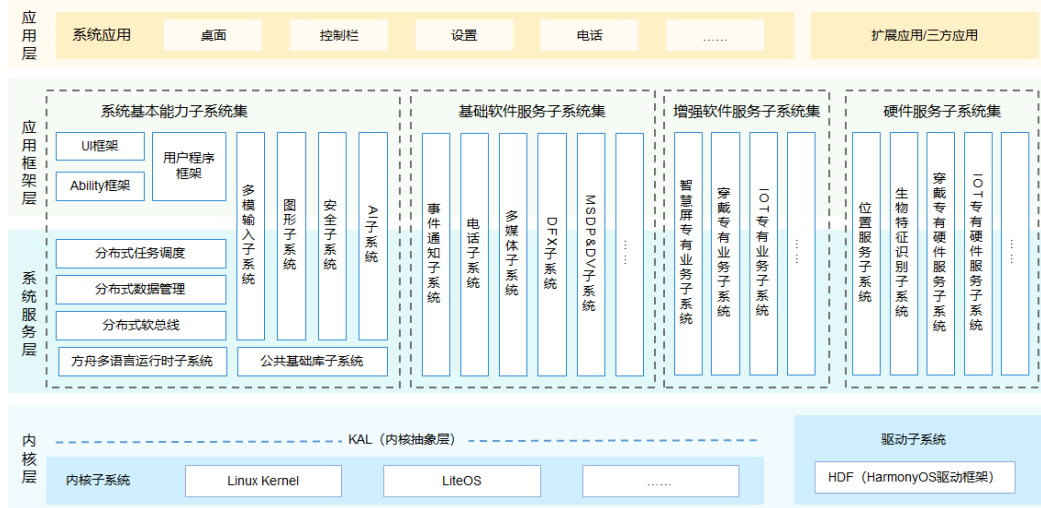 应用层
系统应用
桌面
控制栏
设置
电话
……
扩展应用/三方应用
应用框架层
系统服务层
系统基本能力子系统集
UI框架
Ability框架
用户程序
框架
多模输入子系统
图形子系统
安全子系统
AI子系统
分布式任务调度
分布式数据管理
分布式软总线
方舟多语言运行时子系统
公共基础库子系统
基础软件服务子系统集
事件通知子系统
电话子系统
多媒体子系统
DFX子系统
MSDP&DV子系统
……
增强软件服务子系统集
智慧屏专有业务子系统
穿戴专有业务子系统
IOT专有业务子系统
……
硬件服务子系统集
位置服务子系统
生物特征识别子系统
穿戴专有硬件服务子系统
IOT专有硬件服务子系统
……
内核层
KAL（内核抽象层）
内核子系统
Linux Kernel
LiteOS
……
驱动子系统
HDF（HarmonyOS驱动框架）